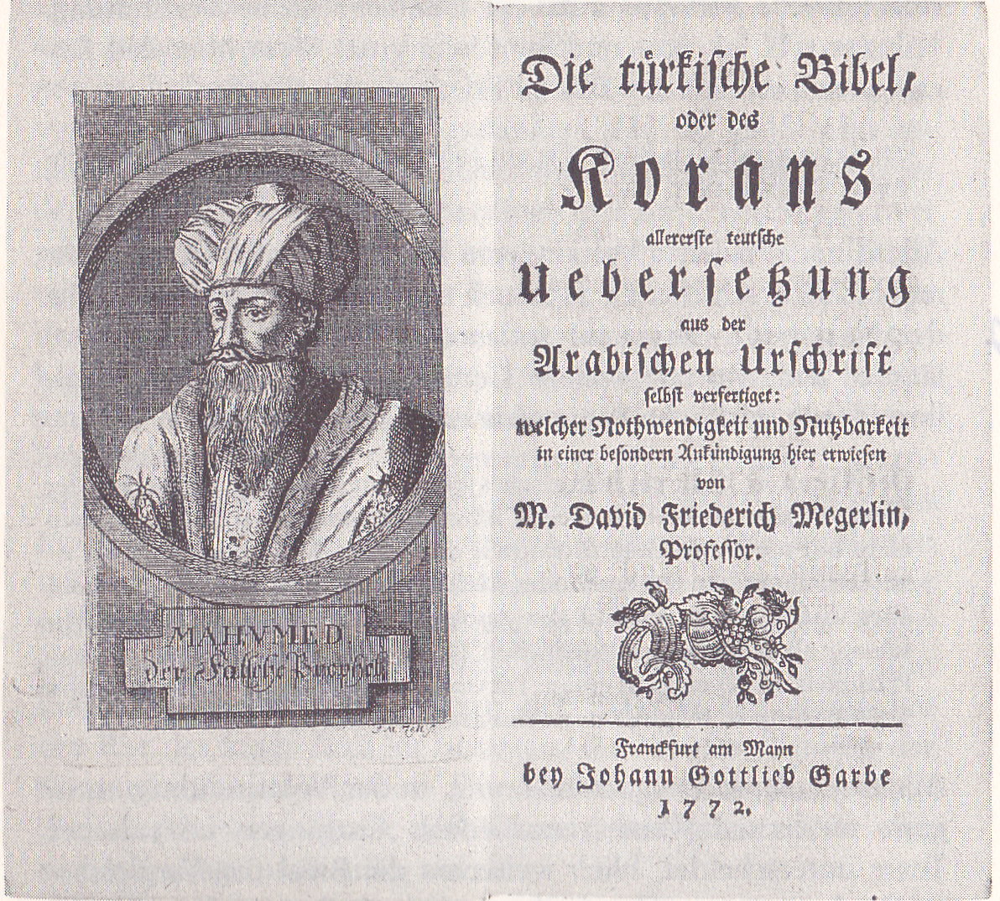 MAHVMED
der Falsche Prophet
Die türkische Bibel,
oder des
Korans
allererste teutsche
Uebersetzung
aus der
Arabischen Urschrift
selbst verfertiget:
welcher Nothwendigkeit und Nutzbarkeit
in einer besondern Ankündigung hier erwiesen
von
M. David Friederich Megerlin,
Professor.
Franckfurt am Mayn
bey Johann Gottlieb Garbe
1772.